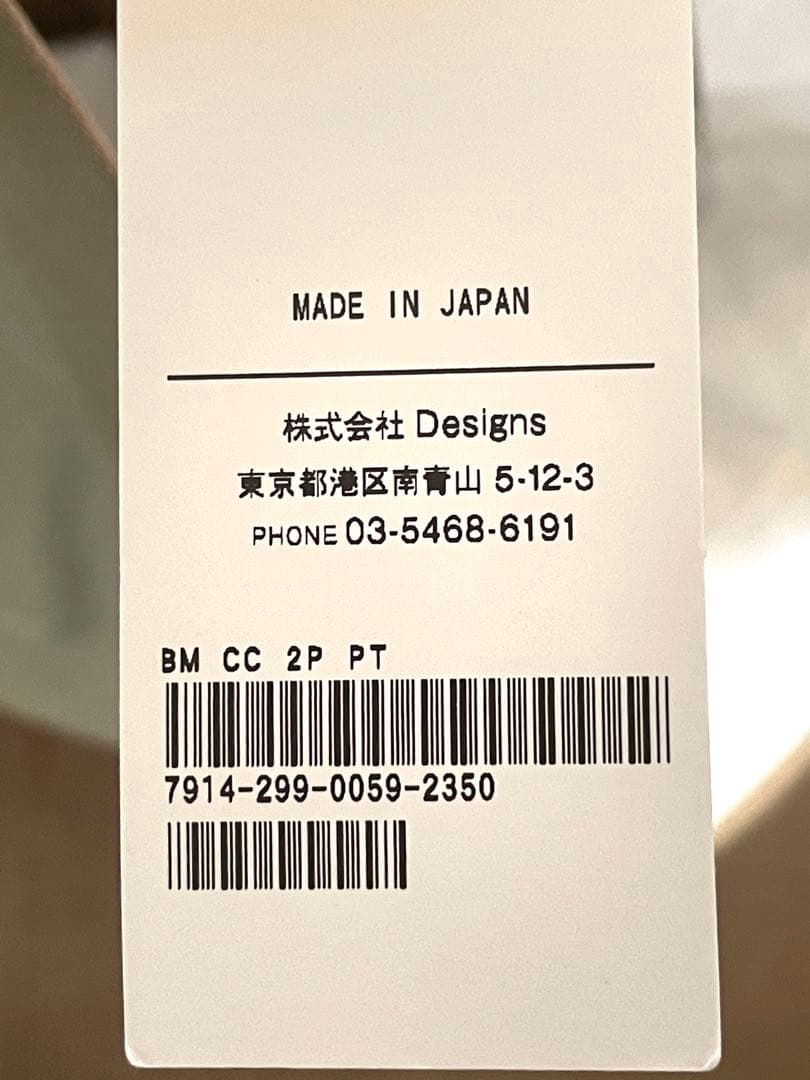 MADE IN JAPAN
株式会社 Designs
東京都港区南青山 5-12-3
PHONE 03-5468-6191
BM CC 2P PT
7914-299-0059-2350